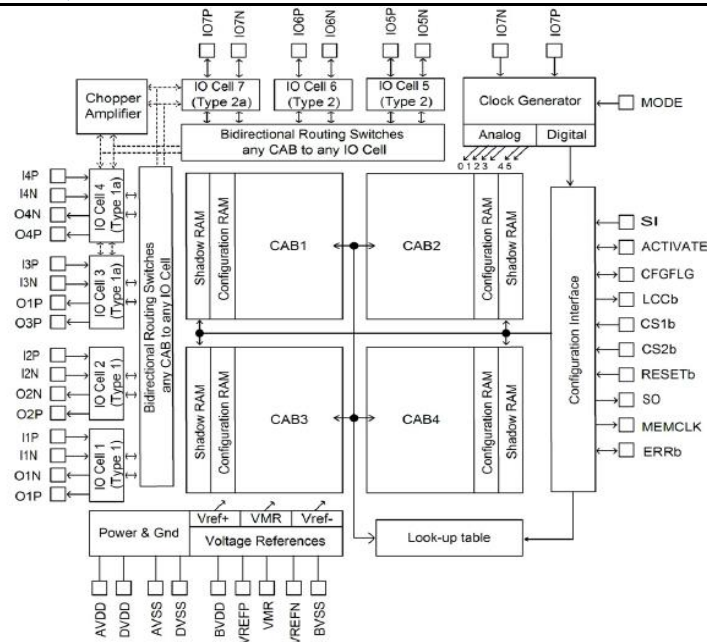 IO7P
IO7N
IO6P
IO6N
IO5P
IO5N
IO7N
IO7P
Chopper
Amplifier
IO Cell 7
(Type 2a)
IO Cell 6
(Type 2)
IO Cell 5
(Type 2)
Clock Generator
Analog
Digital
MODE
Bidirectional Routing Switches
any CAB to any IO Cell
0 1 2 3 4 5
I4P
I4N
O4N
O4P
IO Cell 4
(Type 1a)
I3P
I3N
O1P
O3P
IO Cell 3
(Type 1a)
I2P
I2N
O2N
O2P
IO Cell 2
(Type 1)
I1P
I1N
O1N
O1P
IO Cell 1
(Type 1)
Bidirectional Routing Switches
any CAB to any IO Cell
Shadow RAM
Configuration RAM
CAB1
CAB2
Configuration RAM
Shadow RAM
Shadow RAM
Configuration RAM
CAB3
CAB4
Configuration RAM
Shadow RAM
Configuration Interface
SI
ACTIVATE
CFGFLG
LCCb
CS1b
CS2b
RESETb
SO
MEMCLK
ERRb
Power & Gnd
Vref+
VMR
Vref-
Voltage References
Look-up table
AVDD
DVDD
AVSS
DVSS
BVDD
VREFP
VMR
VREFN
BVSS